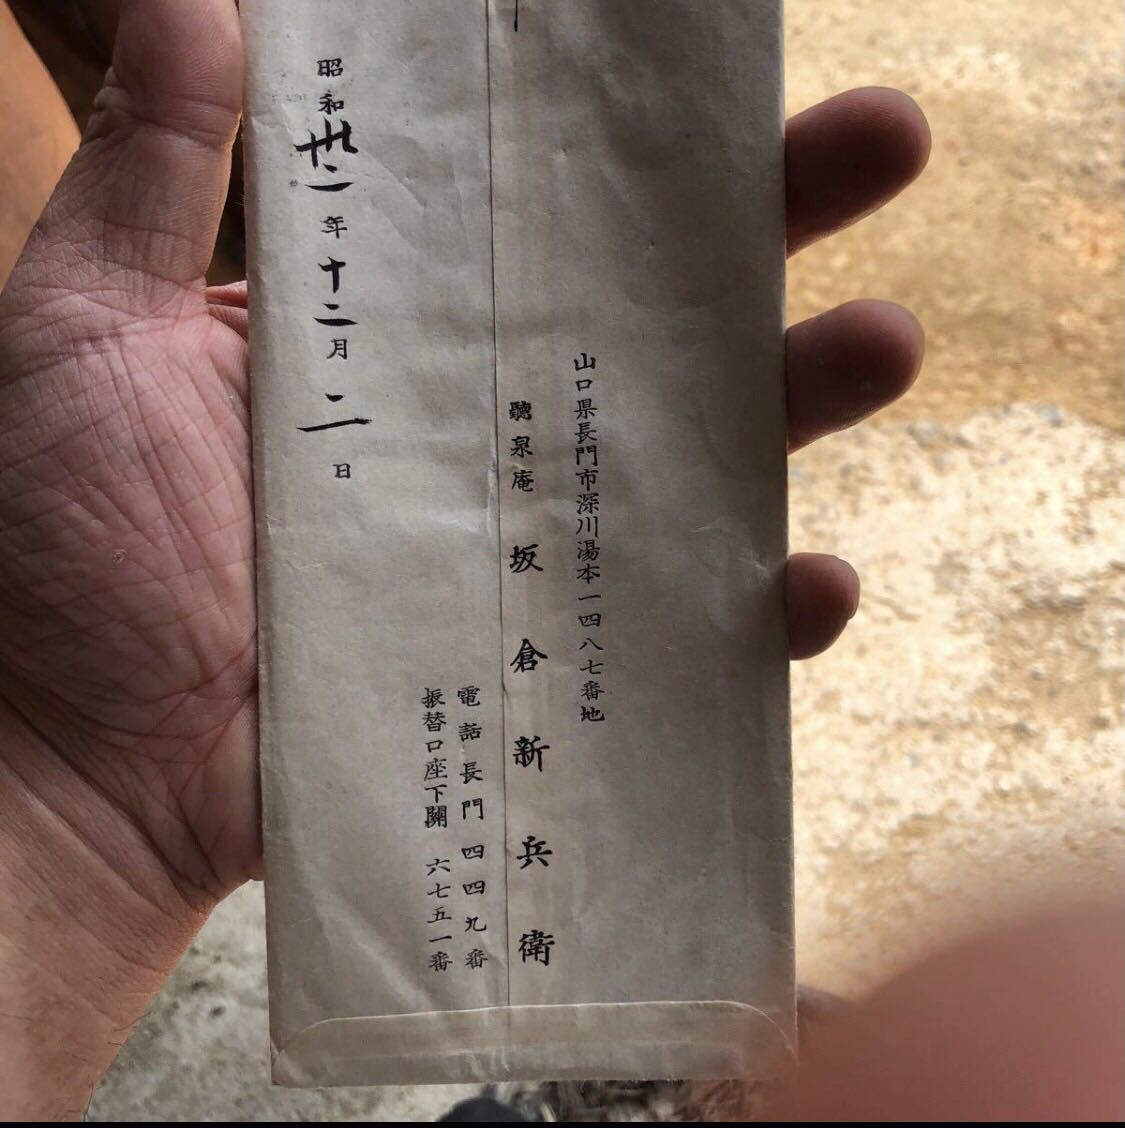 山口県長門市深川湯本一四八七番地
聽泉庵 坂倉新兵衛
電話長門四四九番
振替口座下關 六七五一番
昭和卅二年十二月二日